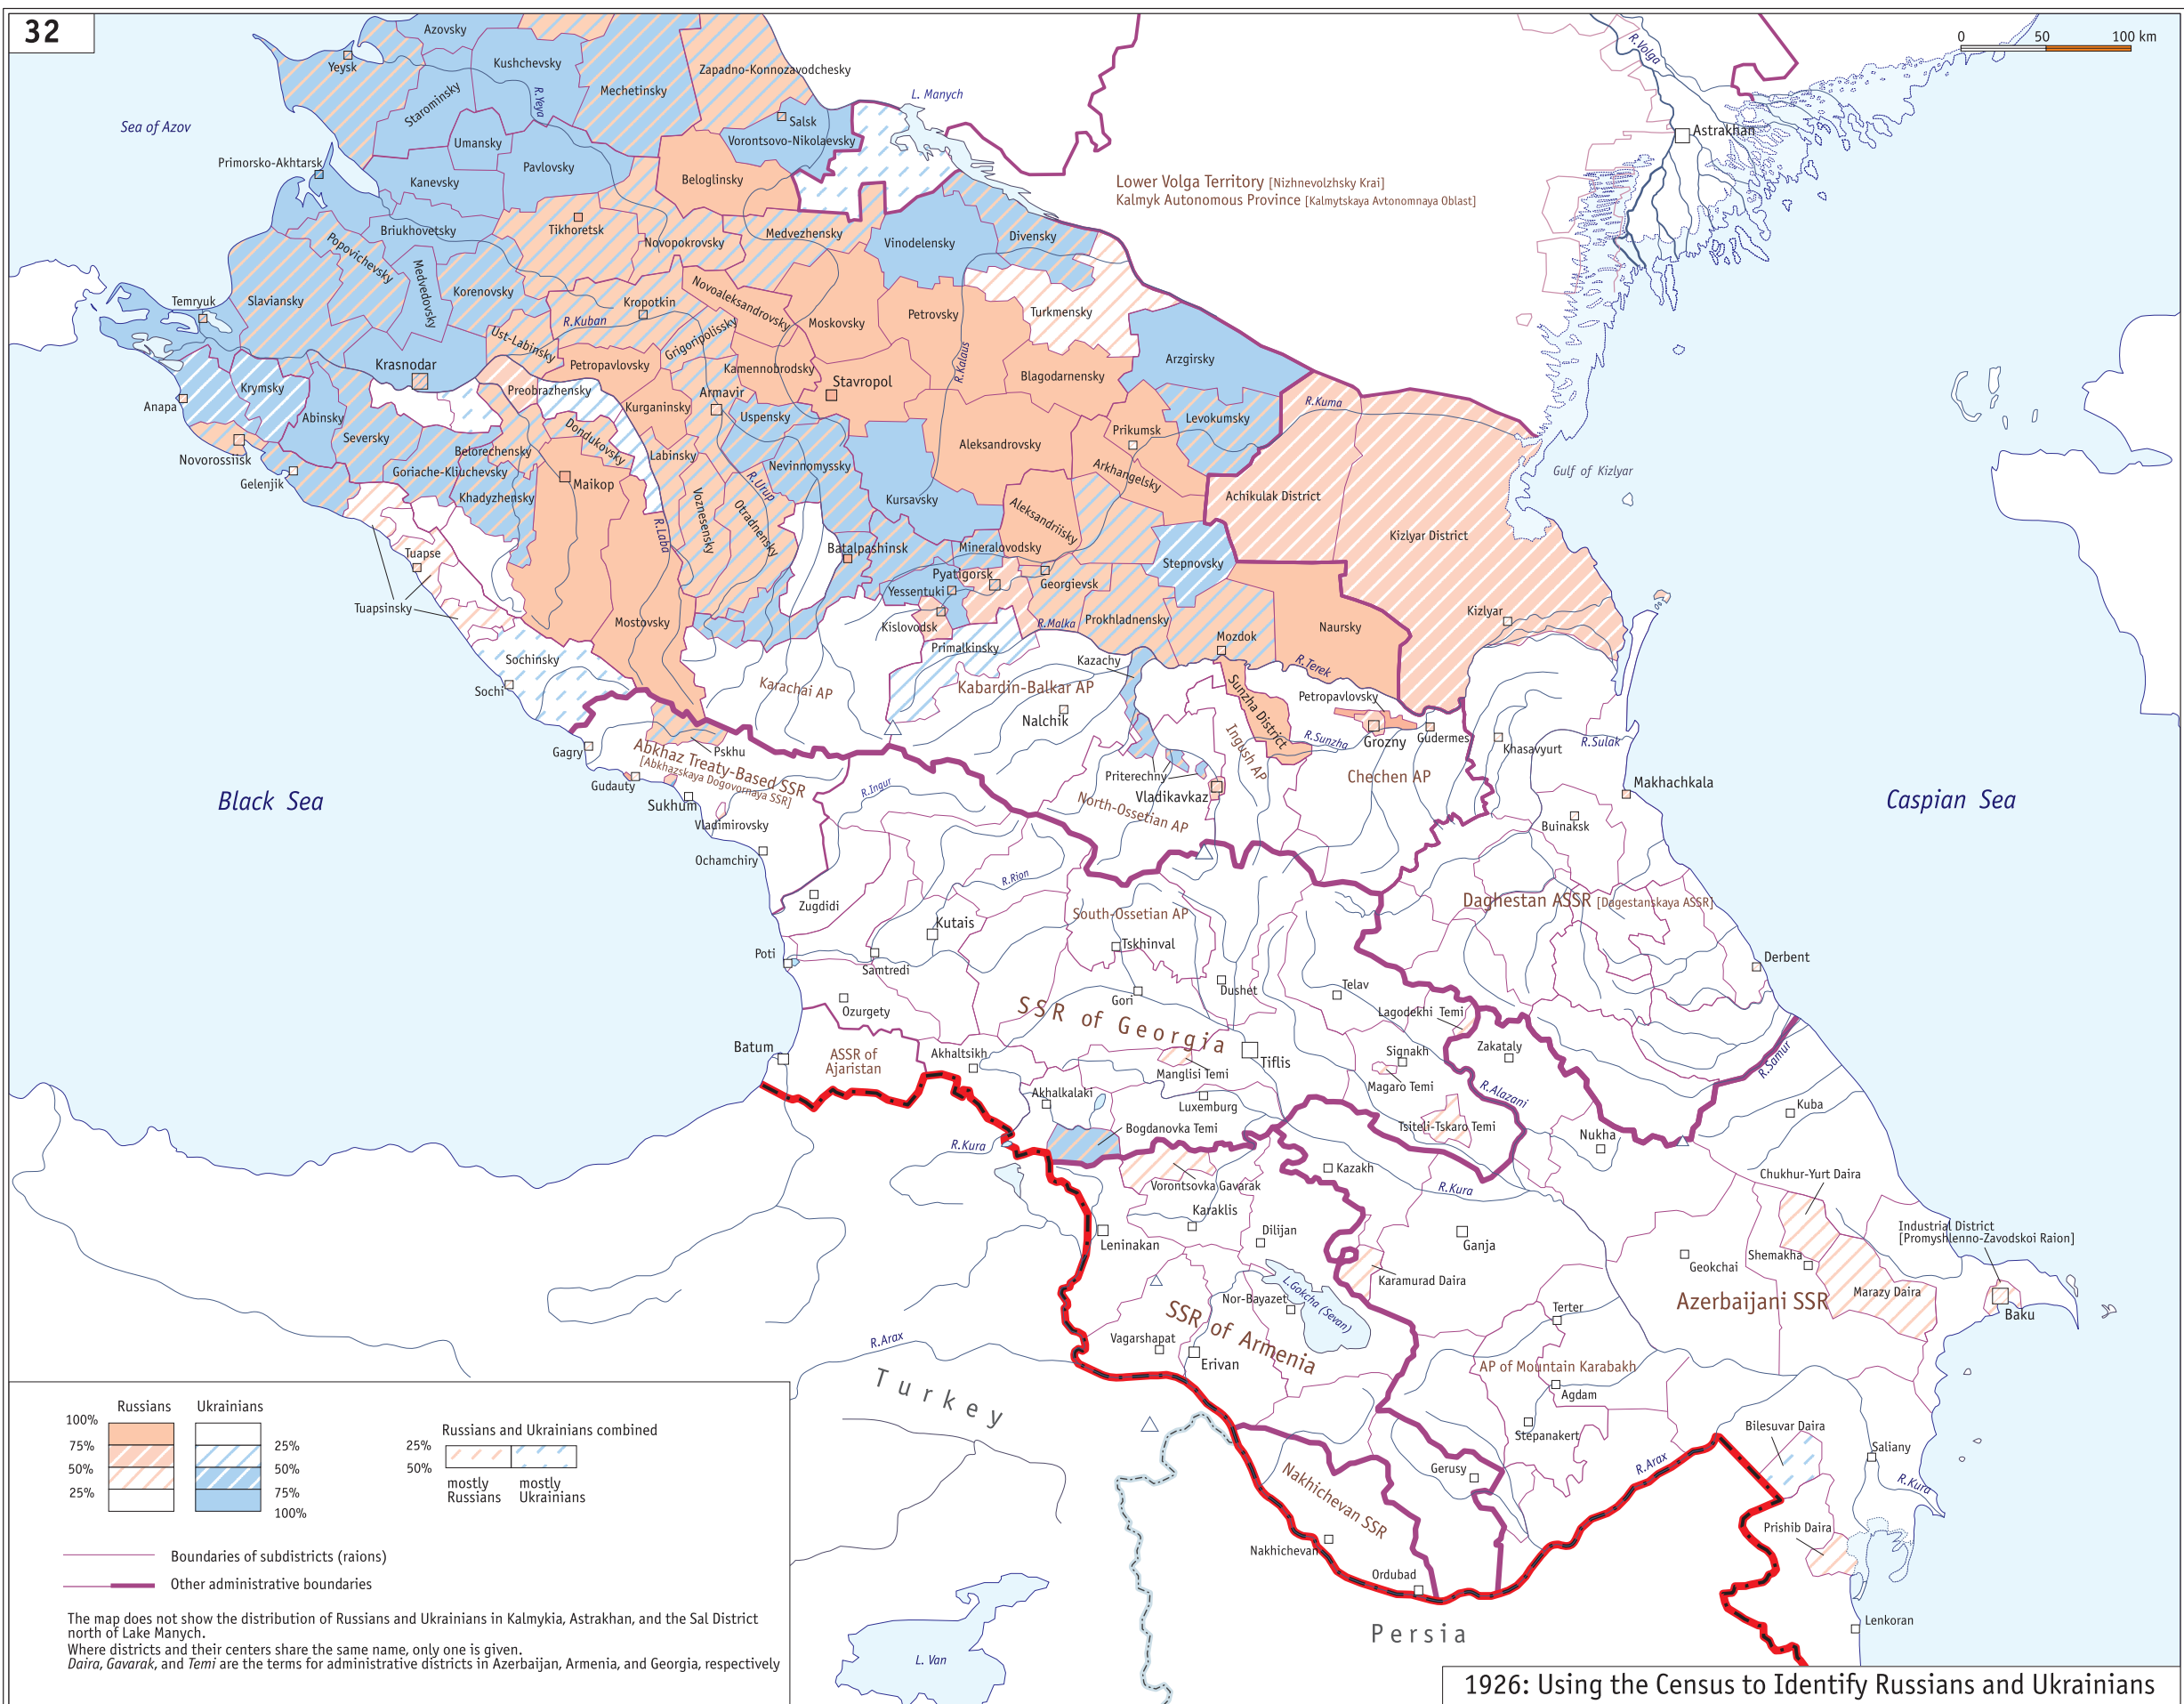 32
0 50 100 km
Azovsky
Yeysk
Kushchevsky
Zapadno-Konnozavodchesky
Mechetinsky
Starominsky
R.Yeya
L. Manych
R.Volga
Sea of Azov
Salsk
Astrakhan
Umansky
Vorontsovo-Nikolaevsky
Primorsko-Akhtarsk
Pavlovsky
Kanevsky
Beloglinsky
Lower Volga Territory [Nizhnevolzhsky Krai]
Kalmyk Autonomous Province [Kalmytskaya Avtonomnaya Oblast]
Briukhovetsky
Tikhoretsk
Novopokrovsky
Medvezhensky
Vinodelensky
Divensky
Popovichevsky
Medvedovsky
Korenovsky
Temryuk
Slaviansky
Kropotkin
Novoaleksandrovsky
Moskovsky
Petrovsky
Turkmensky
R.Kuban
Ust-Labinsky
Grigoripolissky
R.Kalaus
Arzgirsky
Krasnodar
Petropavlovsky
Kamennobrodsky
Blagodarnensky
Krymsky
Preobrazhensky
Armavir
Stavropol
Anapa
Kurganinsky
R.Kuma
Abinsky
Uspensky
Levokumsky
Seversky
Dondukovsky
Prikumsk
Novorossiisk
Belorechensky
Labinsky
Aleksandrovsky
Gelenjik
Goriache-Kliuchevsky
Nevinnomyssky
Arkhangelsky
Gulf of Kizlyar
Khadyzhensky
Maikop
R.Urup
Kursavsky
Achikulak District
Voznesensky
Otradnensky
Aleksandriisky
R.Laba
Kizlyar District
Tuapse
Batalpashinsk
Mineralovodsky
Stepnovsky
Pyatigorsk
Georgievsk
Yessentuki
Tuapsinsky
Kislovodsk
R.Malka
Prokhladnensky
Kizlyar
Mostovsky
Mozdok
Naursky
Sochinsky
Primalkinsky
Kazachy
R.Terek
Sochi
Karachai AP
Kabardin-Balkar AP
Sunzha District
Petropavlovsky
Nalchik
Gagry
Pskhu
Ingush AP
R.Sunzha
Grozny
Gudermes
Khasavyurt
R.Sulak
Abkhaz Treaty-Based SSR
[Abkhazskaya Dogovornaya SSR]
Priterechny
Chechen AP
Gudauty
R.Ingur
Vladikavkaz
Makhachkala
Black Sea
Sukhum
North-Ossetian AP
Caspian Sea
Vladimirovsky
Buinaksk
Ochamchiry
R.Rion
Zugdidi
South-Ossetian AP
Daghestan ASSR [Dagestanskaya ASSR]
Kutais
Tskhinval
Poti
Samtredi
Derbent
Dushet
Telav
Gori
Ozurgety
SSR of Georgia
Lagodekhi Temi
Batum
ASSR of
Ajaristan
Akhaltsikh
Signakh
Zakataly
Tiflis
Manglisi Temi
R.Samur
Akhalkalaki
Magaro Temi
R.Alazani
Luxemburg
Kuba
Bogdanovka Temi
Tsiteli-Tskaro Temi
Nukha
R.Kura
Kazakh
Chukhur-Yurt Daira
Vorontsovka Gavarak
R.Kura
Karaklis
Industrial District
[Promyshlenno-Zavodskoi Raion]
Dilijan
Leninakan
Ganja
Shemakha
Geokchai
Karamurad Daira
Marazy Daira
Nor-Bayazet
L.Gokcha (Sevan)
Azerbaijani SSR
Baku
Terter
SSR of Armenia
Vagarshapat
R.Arax
Erivan
AP of Mountain Karabakh
Turkey
Agdam
Bilesuvar Daira
Stepanakert
Saliany
Gerusy
R.Arax
R.Kura
Nakhichevan SSR
Prishib Daira
Nakhichevan
Ordubad
Lenkoran
Persia
L. Van
Russians Ukrainians
100%
75%
50%
25%
25%
50%
75%
100%
Russians and Ukrainians combined
25%
50%
mostly
Russians
mostly
Ukrainians
Boundaries of subdistricts (raions)
Other administrative boundaries
The map does not show the distribution of Russians and Ukrainians in Kalmykia, Astrakhan, and the Sal District
north of Lake Manych.
Where districts and their centers share the same name, only one is given.
Daira, Gavarak, and Temi are the terms for administrative districts in Azerbaijan, Armenia, and Georgia, respectively
1926: Using the Census to Identify Russians and Ukrainians